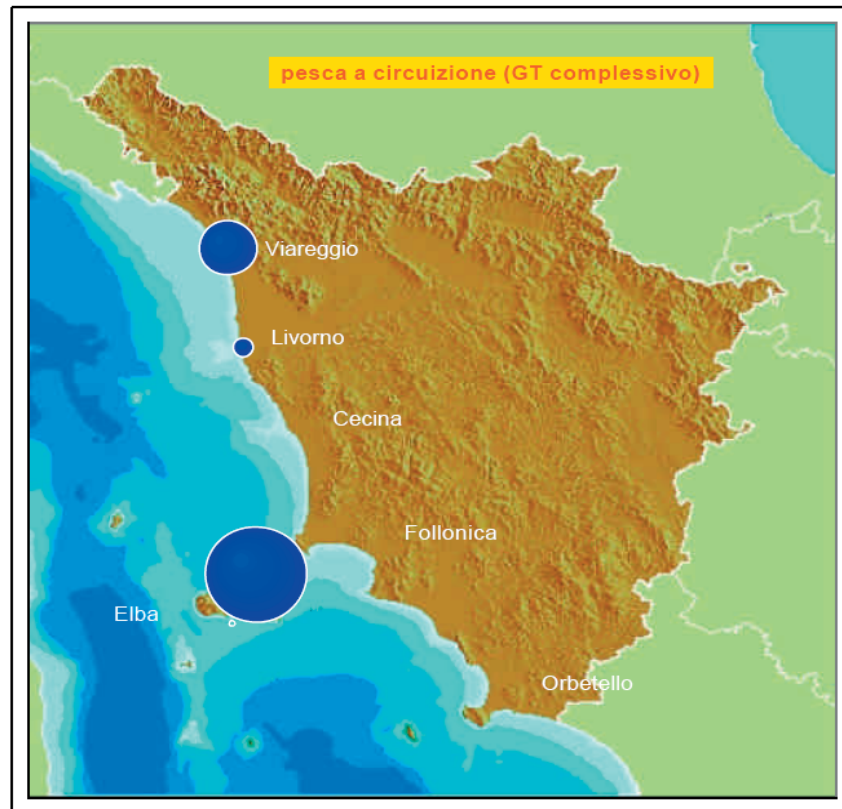 pesca a circuizione (GT complessivo)
Viareggio
Livorno
Cecina
Follonica
Elba
Orbetello